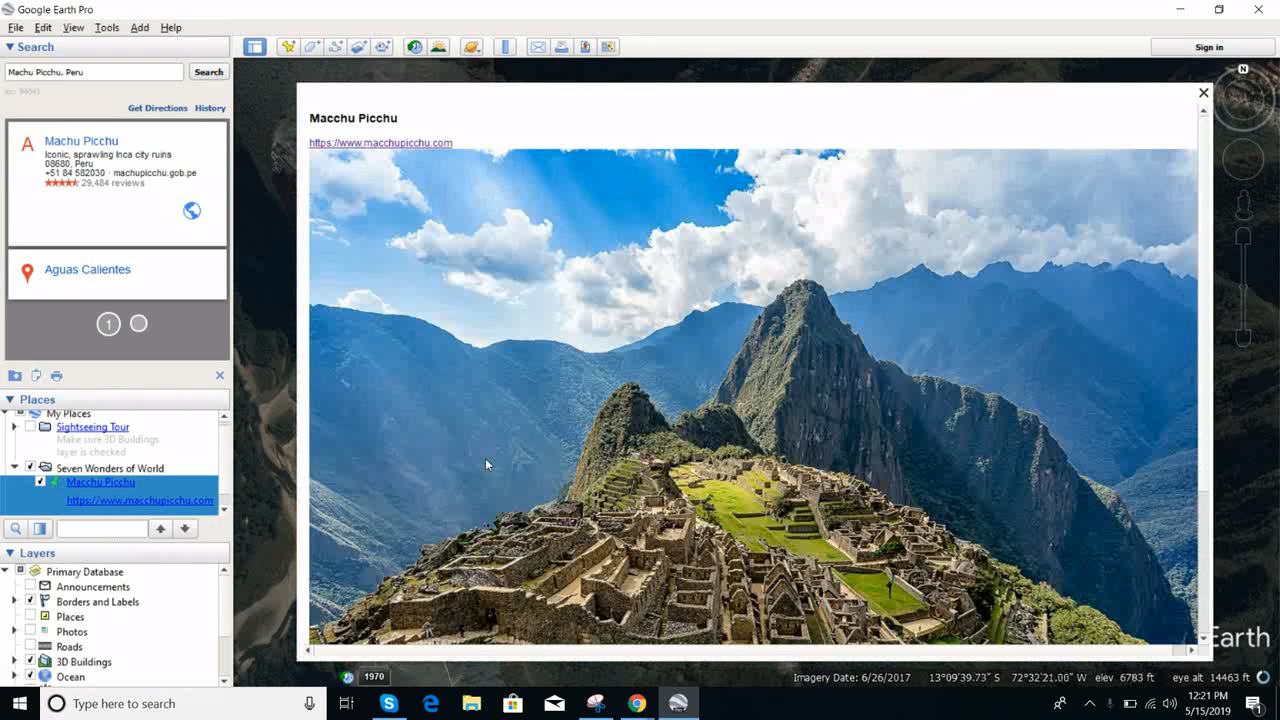 Google Earth Pro
File Edit View Tools Add Help
Search
Machu Picchu, Peru
Search
Get Directions History
A Machu Picchu
Iconic, sprawling Inca city ruins
08680, Peru
+51 84 582030 · machupicchu.gob.pe
29,484 reviews
Aguas Calientes
1
Places
My Places
Sightseeing Tour
Make sure 3D Buildings
layer is checked
Seven Wonders of World
Macchu Picchu
https://www.macchupicchu.com
Layers
Primary Database
Announcements
Borders and Labels
Places
Photos
Roads
3D Buildings
Ocean
Sign in
N
Macchu Picchu
https://www.macchupicchu.com
Earth
1970
Imagery Date: 6/26/2017 13°09'39.73" S 72°32'21.00" W elev 6783 ft eye alt 14463 ft
Type here to search
12:21 PM
5/15/2019
1